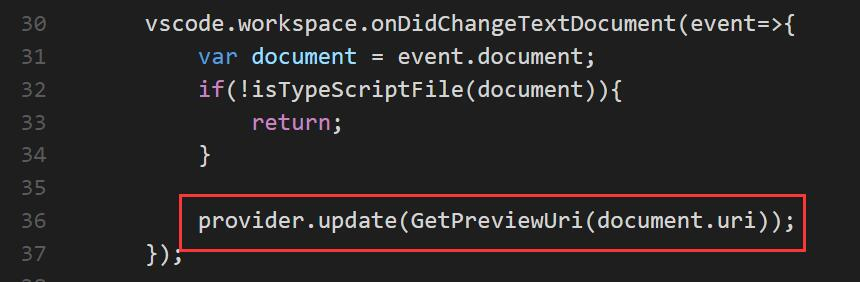 30 vscode.workspace.onDidChangeTextDocument(event=>{
31 var document = event.document;
32 if(!isTypeScriptFile(document)){
33 return;
34 }
35
36 provider.update(GetPreviewUri(document.uri));
37 });